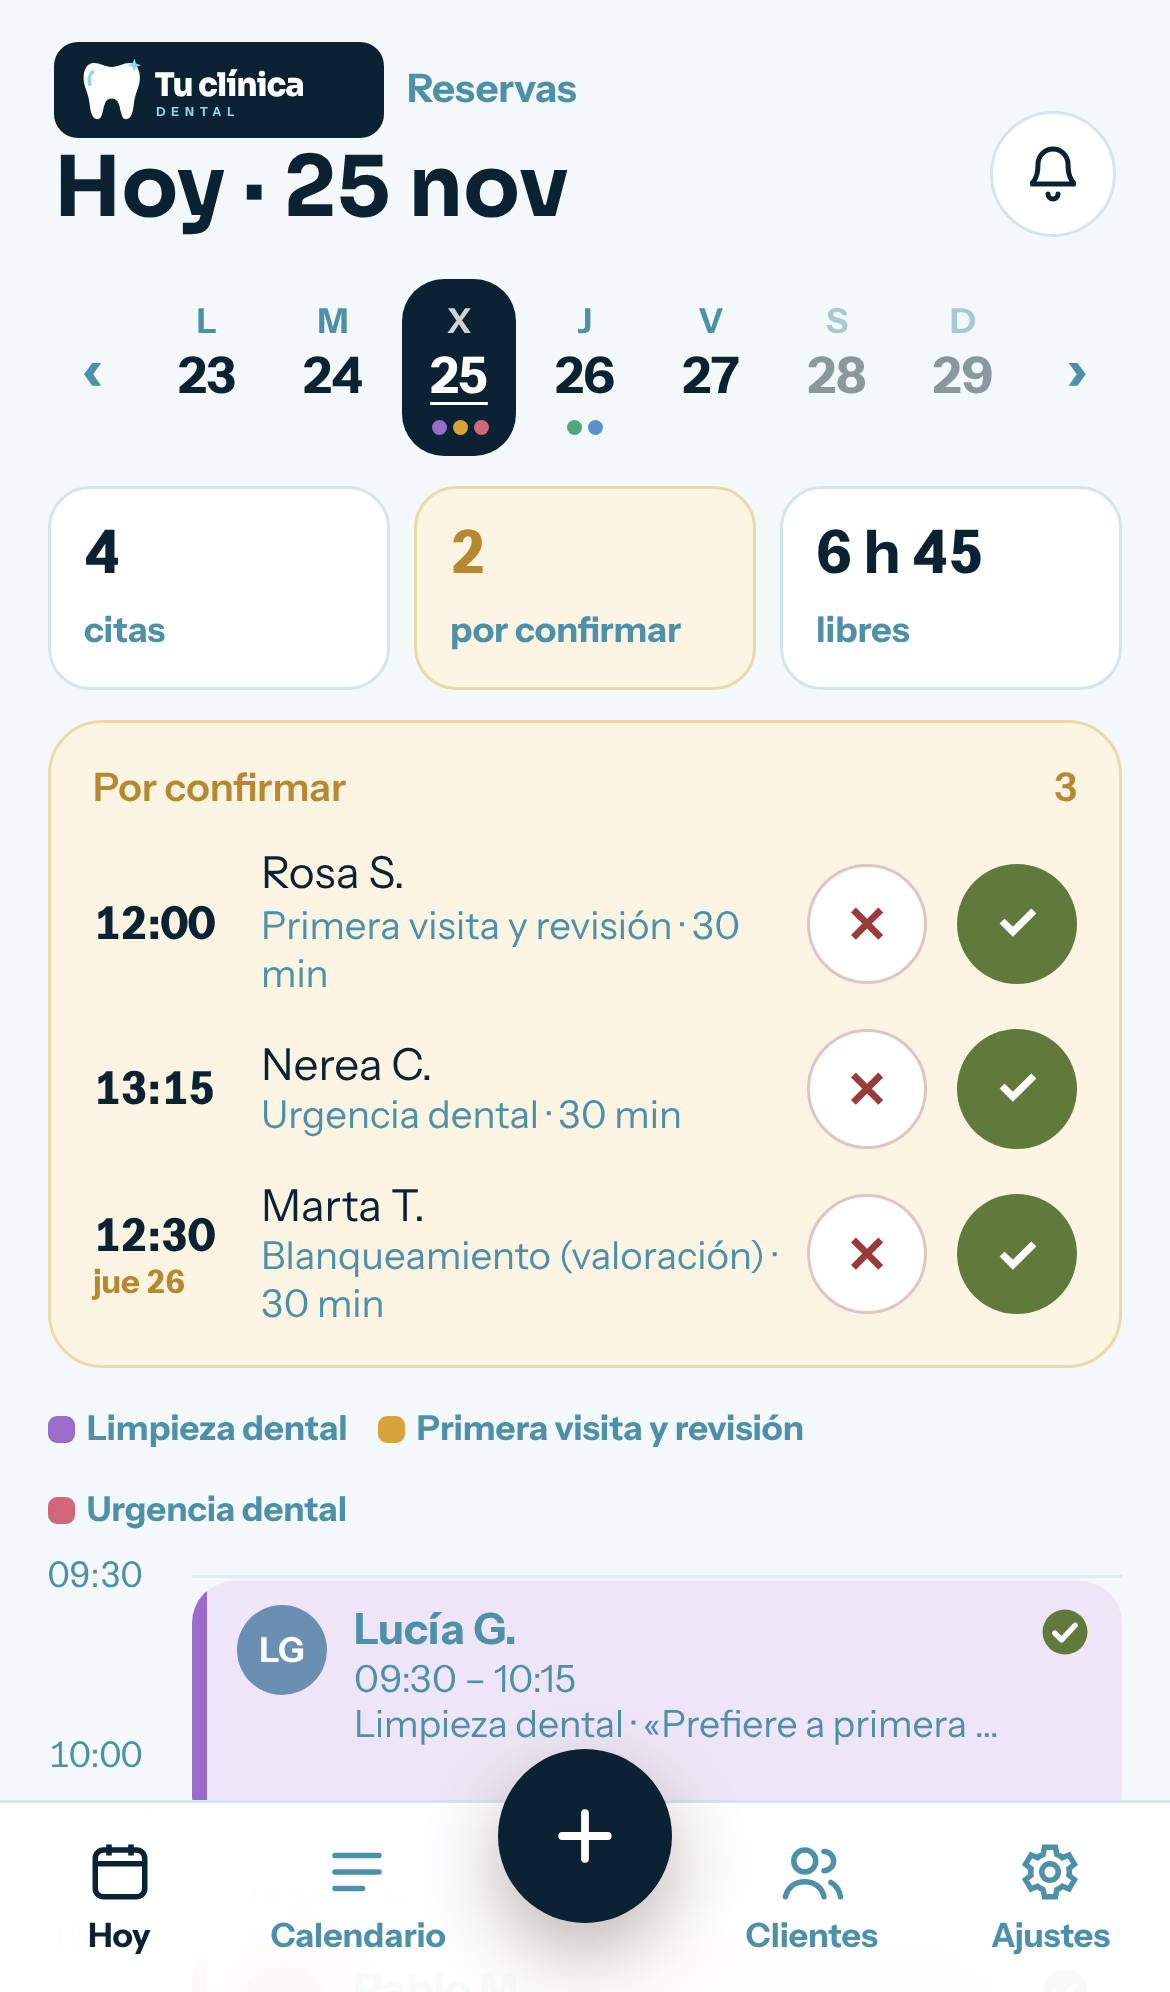 Tu clínica
DENTAL
Reservas
Hoy · 25 nov
L M X J V S D
‹ 23 24 25 26 27 28 29 ›
4
citas
2
por confirmar
6 h 45
libres
Por confirmar 3
12:00
Rosa S.
Primera visita y revisión · 30
min
13:15
Nerea C.
Urgencia dental · 30 min
12:30
jue 26
Marta T.
Blanqueamiento (valoración) ·
30 min
Limpieza dental Primera visita y revisión
Urgencia dental
09:30
LG
Lucía G.
09:30 – 10:15
Limpieza dental · «Prefiere a primera ...
10:00
Hoy
Calendario
Clientes
Ajustes
Pablo M.